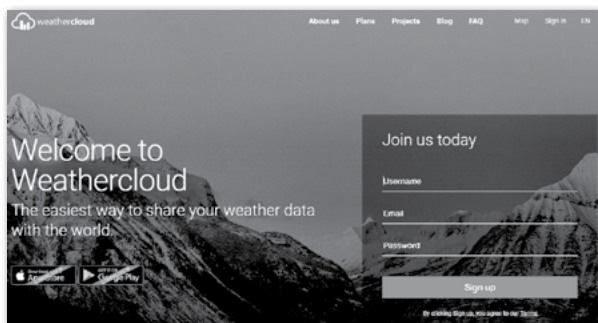 weathercloud
About us Plans Projects Blog FAQ Map Sign in EN
Welcome to
Weathercloud
The easiest way to share your weather data
with the world.
App Store
Google Play
Join us today
Username
Email
Password
Sign up
By clicking Sign up, you agree to our Terms.